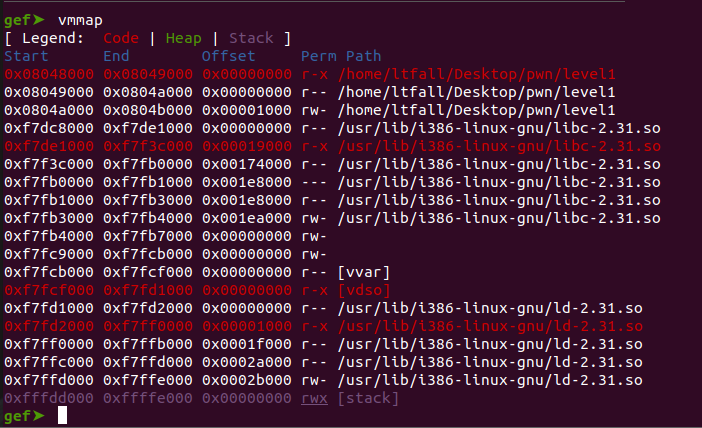 gef➤ vmmap
[ Legend: Code | Heap | Stack ]
Start End Offset Perm Path
0x08048000 0x08049000 0x00000000 r-x /home/ltfall/Desktop/pwn/level1
0x08049000 0x0804a000 0x00000000 r-- /home/ltfall/Desktop/pwn/level1
0x0804a000 0x0804b000 0x00001000 rw- /home/ltfall/Desktop/pwn/level1
0xf7dc8000 0xf7de1000 0x00000000 r-- /usr/lib/i386-linux-gnu/libc-2.31.so
0xf7de1000 0xf7f3c000 0x00019000 r-x /usr/lib/i386-linux-gnu/libc-2.31.so
0xf7f3c000 0xf7fb0000 0x00174000 r-- /usr/lib/i386-linux-gnu/libc-2.31.so
0xf7fb0000 0xf7fb1000 0x001e8000 --- /usr/lib/i386-linux-gnu/libc-2.31.so
0xf7fb1000 0xf7fb3000 0x001e8000 r-- /usr/lib/i386-linux-gnu/libc-2.31.so
0xf7fb3000 0xf7fb4000 0x001ea000 rw- /usr/lib/i386-linux-gnu/libc-2.31.so
0xf7fb4000 0xf7fb7000 0x00000000 rw-
0xf7fc9000 0xf7fcb000 0x00000000 rw-
0xf7fcb000 0xf7fcf000 0x00000000 r-- [vvar]
0xf7fcf000 0xf7fd1000 0x00000000 r-x [vdso]
0xf7fd1000 0xf7fd2000 0x00000000 r-- /usr/lib/i386-linux-gnu/ld-2.31.so
0xf7fd2000 0xf7ff0000 0x00001000 r-x /usr/lib/i386-linux-gnu/ld-2.31.so
0xf7ff0000 0xf7ffb000 0x0001f000 r-- /usr/lib/i386-linux-gnu/ld-2.31.so
0xf7ffc000 0xf7ffd000 0x0002a000 r-- /usr/lib/i386-linux-gnu/ld-2.31.so
0xf7ffd000 0xf7ffe000 0x0002b000 rw- /usr/lib/i386-linux-gnu/ld-2.31.so
0xfffdd000 0xffffe000 0x00000000 rwx [stack]
gef➤